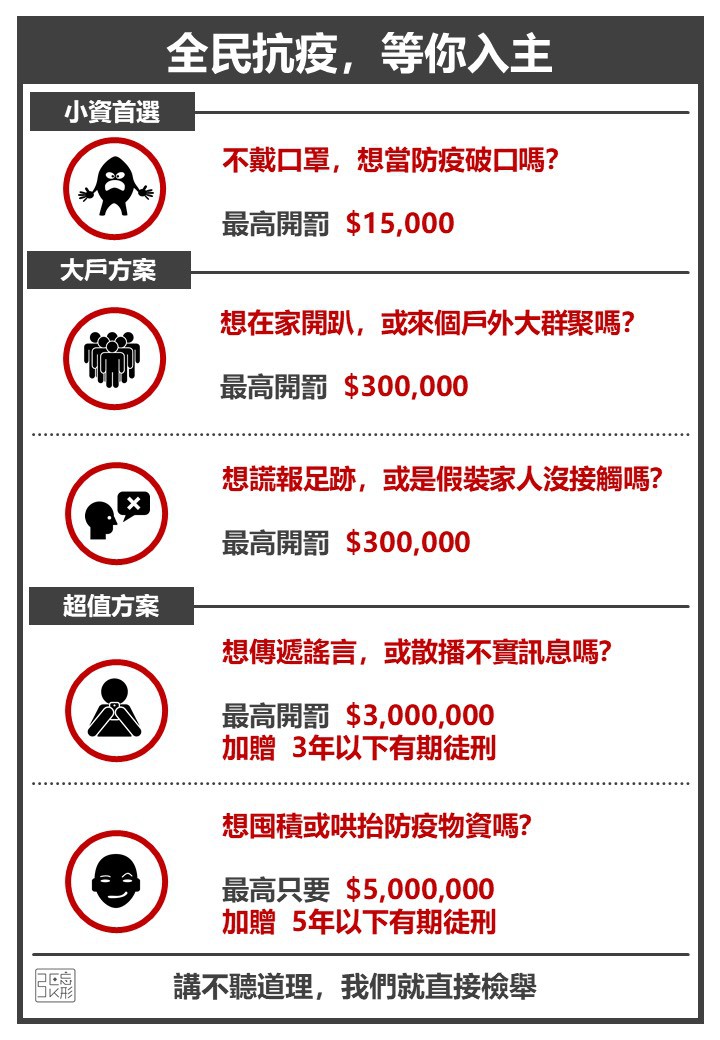 全民抗疫，等你入主
小資首選
不戴口罩，想當防疫破口嗎？
最高開罰 $15,000
大戶方案
想在家開趴，或來個戶外大群聚嗎？
最高開罰 $300,000
想謊報足跡，或是假裝家人沒接觸嗎？
最高開罰 $300,000
超值方案
想傳遞謠言，或散播不實訊息嗎？
最高開罰 $3,000,000
加贈 3年以下有期徒刑
想囤積或哄抬防疫物資嗎？
最高只要 $5,000,000
加贈 5年以下有期徒刑
講不聽道理，我們就直接檢舉